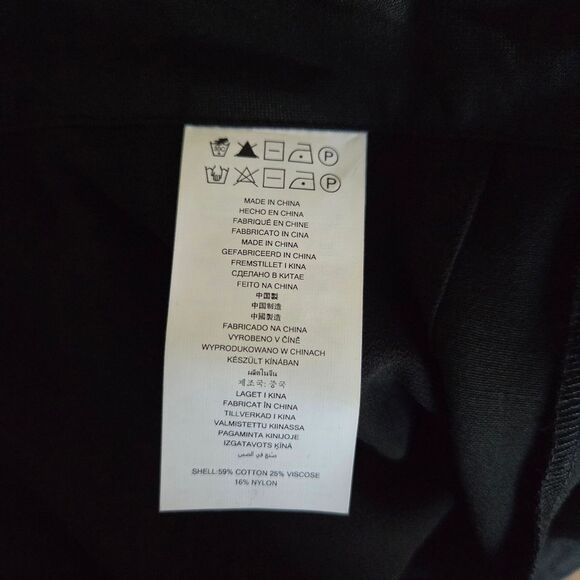 P
P
MADE IN CHINA
HECHO EN CHINA
FABRIQUÉ EN CHINE
FABBRICATO IN CINA
MADE IN CHINA
GEFABRICEERD IN CHINA
FREMSTILLET I KINA
СДЕЛАНО В КИТАЕ
FEITO NA CHINA
中国製
中国制造
中國製造
FABRICADO NA CHINA
VYROBENO V ČÍNĚ
WYPRODUKOWANO W CHINACH
KÉSZÜLT KÍNÁBAN
ผลิตในจีน
제조국: 중국
LAGET I KINA
FABRICAT ÎN CHINA
TILLVERKAD I KINA
VALMISTETTU KIINASSA
PAGAMINTA KINIJOJE
IZGATAVOTS ĶĪNĀ
صنع في الصين
SHELL:59% COTTON 25% VISCOSE
16% NYLON